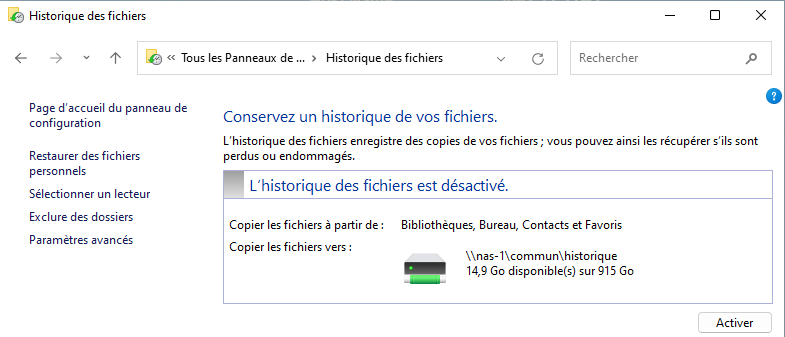 Historique des fichiers
« Tous les Panneaux de ... > Historique des fichiers
Rechercher
?
Page d'accueil du panneau de
configuration
Restaurer des fichiers
personnels
Sélectionner un lecteur
Exclure des dossiers
Paramètres avancés
Conservez un historique de vos fichiers.
L'historique des fichiers enregistre des copies de vos fichiers ; vous pouvez ainsi les récupérer s'ils sont
perdus ou endommagés.
L'historique des fichiers est désactivé.
Copier les fichiers à partir de : Bibliothèques, Bureau, Contacts et Favoris
Copier les fichiers vers :
\\nas-1\commun\historique
14,9 Go disponible(s) sur 915 Go
Activer